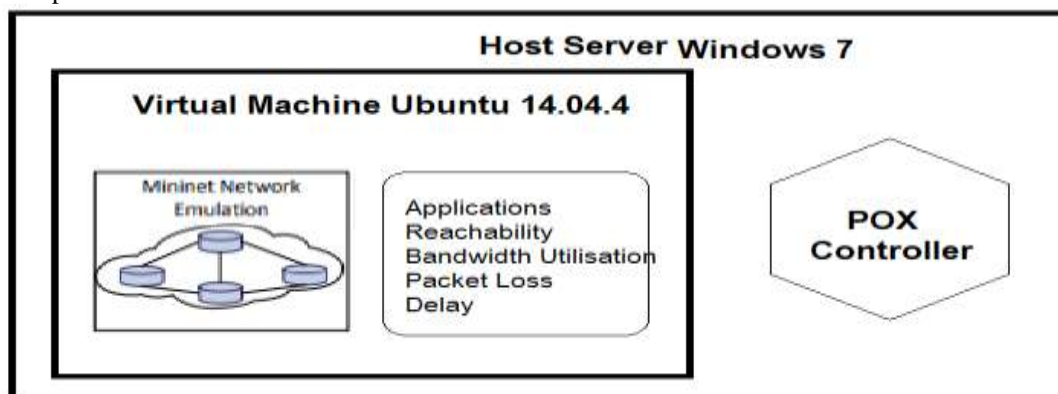 Host Server Windows 7
Virtual Machine Ubuntu 14.04.4
Mininet Network
Emulation
Applications
Reachability
Bandwidth Utilisation
Packet Loss
Delay
POX
Controller